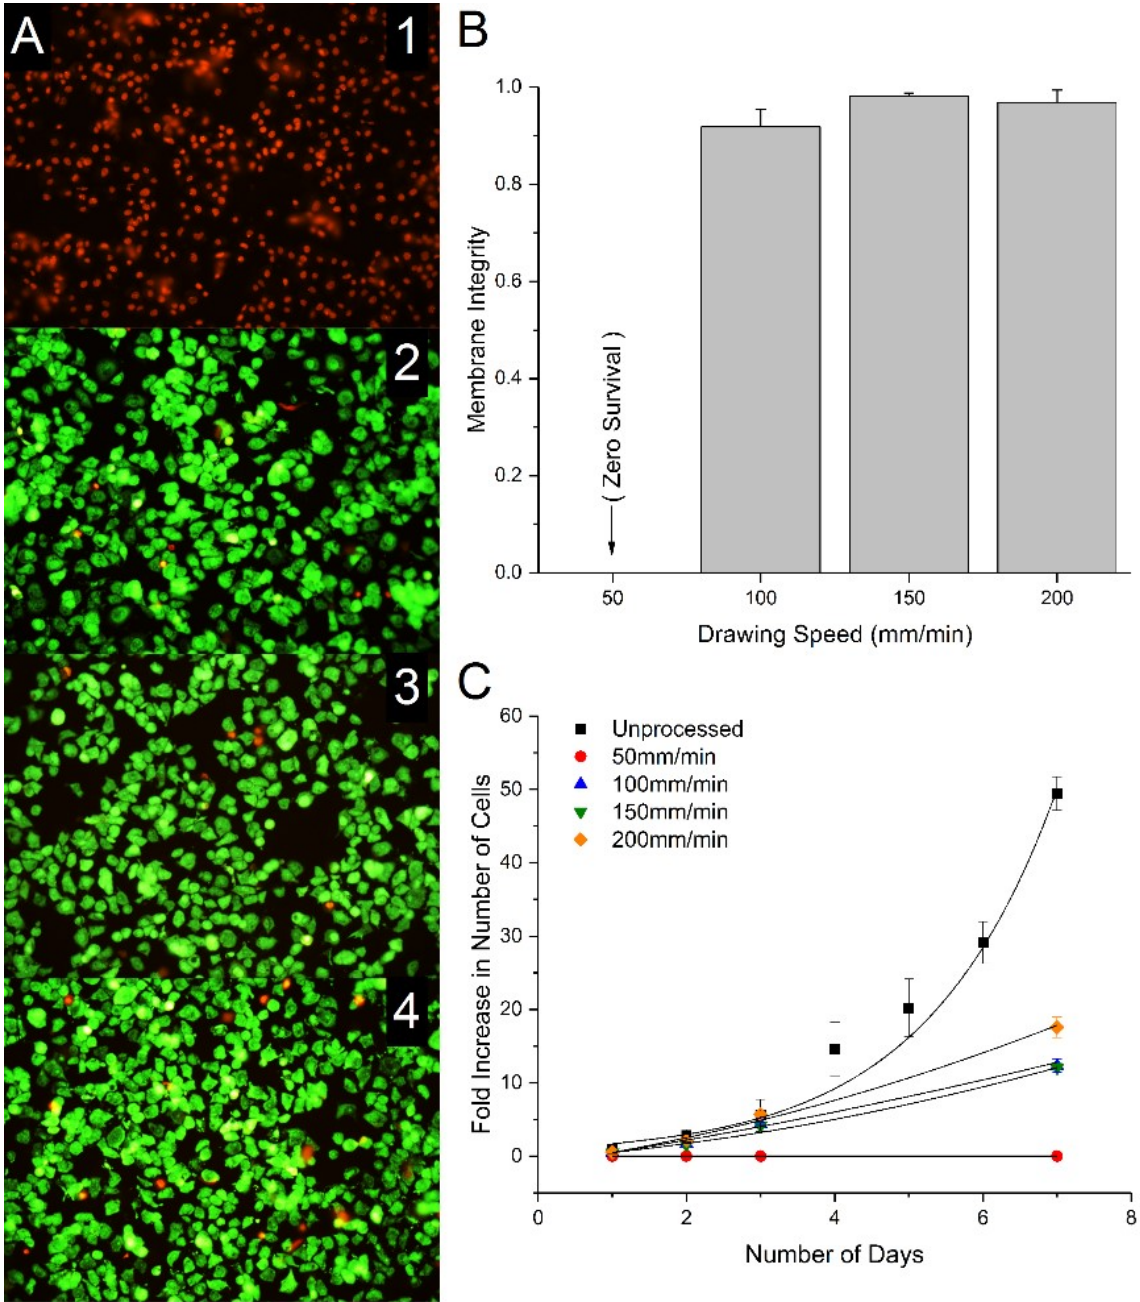 A
1
2
3
4
B
1.0
0.8
0.6
0.4
0.2
0.0
Membrane Integrity
( Zero Survival )
50
100
150
200
Drawing Speed (mm/min)
C
60
50
40
30
20
10
0
Fold Increase in Number of Cells
Unprocessed
50mm/min
100mm/min
150mm/min
200mm/min
0
2
4
6
8
Number of Days